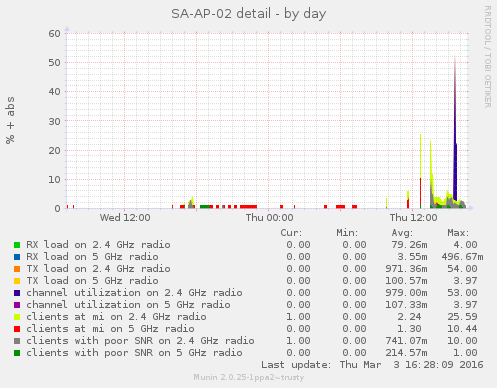 SA-AP-02 detail - by day
RRDTOOL / TOBI OETIKER
% + abs
60
50
40
30
20
10
0
Wed 12:00 Thu 00:00 Thu 12:00
Cur: Min: Avg: Max:
RX load on 2.4 GHz radio 0.00 0.00 79.26m 4.00
RX load on 5 GHz radio 0.00 0.00 3.55m 496.67m
TX load on 2.4 GHz radio 0.00 0.00 971.36m 54.00
TX load on 5 GHz radio 0.00 0.00 100.57m 3.97
channel utilization on 2.4 GHz radio 0.00 0.00 979.00m 53.00
channel utilization on 5 GHz radio 0.00 0.00 107.33m 3.97
clients at mi on 2.4 GHz radio 1.00 0.00 2.24 25.59
clients at mi on 5 GHz radio 0.00 0.00 1.30 10.44
clients with poor SNR on 2.4 GHz radio 1.00 0.00 741.07m 10.00
clients with poor SNR on 5 GHz radio 0.00 0.00 214.57m 1.00
Last update: Thu Mar 3 16:28:09 2016
Munin 2.0.25-1ppa2~trusty